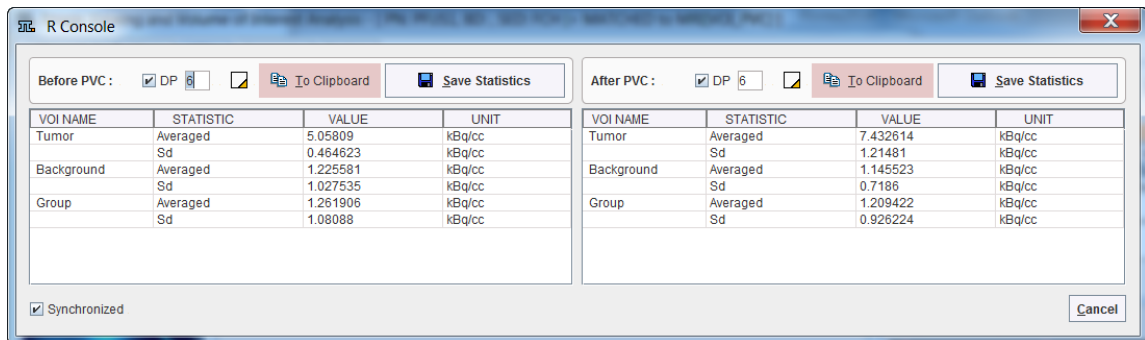 R Console
Before PVC : DP 6 To Clipboard Save Statistics
VOI NAME STATISTIC VALUE UNIT
Tumor Averaged 5.05809 kBq/cc
Sd 0.464623 kBq/cc
Background Averaged 1.225581 kBq/cc
Sd 1.027535 kBq/cc
Group Averaged 1.261906 kBq/cc
Sd 1.08088 kBq/cc
After PVC : DP 6 To Clipboard Save Statistics
VOI NAME STATISTIC VALUE UNIT
Tumor Averaged 7.432614 kBq/cc
Sd 1.21481 kBq/cc
Background Averaged 1.145523 kBq/cc
Sd 0.7186 kBq/cc
Group Averaged 1.209422 kBq/cc
Sd 0.926224 kBq/cc
Synchronized
Cancel